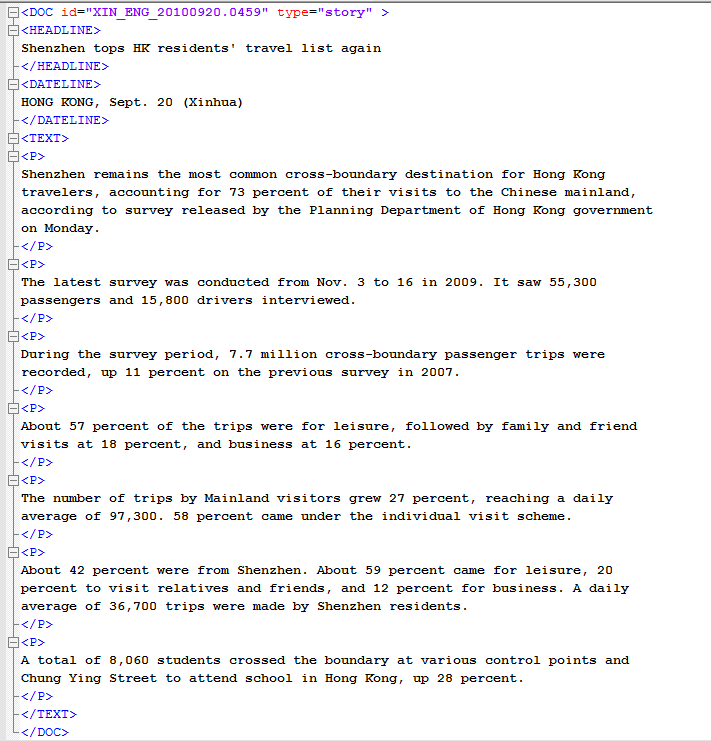 <DOC id="XIN_ENG_20100920.0459" type="story" >
<HEADLINE>
Shenzhen tops HK residents' travel list again
</HEADLINE>
<DATELINE>
HONG KONG, Sept. 20 (Xinhua)
</DATELINE>
<TEXT>
<P>
Shenzhen remains the most common cross-boundary destination for Hong Kong
travelers, accounting for 73 percent of their visits to the Chinese mainland,
according to survey released by the Planning Department of Hong Kong government
on Monday.
</P>
<P>
The latest survey was conducted from Nov. 3 to 16 in 2009. It saw 55,300
passengers and 15,800 drivers interviewed.
</P>
<P>
During the survey period, 7.7 million cross-boundary passenger trips were
recorded, up 11 percent on the previous survey in 2007.
</P>
<P>
About 57 percent of the trips were for leisure, followed by family and friend
visits at 18 percent, and business at 16 percent.
</P>
<P>
The number of trips by Mainland visitors grew 27 percent, reaching a daily
average of 97,300. 58 percent came under the individual visit scheme.
</P>
<P>
About 42 percent were from Shenzhen. About 59 percent came for leisure, 20
percent to visit relatives and friends, and 12 percent for business. A daily
average of 36,700 trips were made by Shenzhen residents.
</P>
<P>
A total of 8,060 students crossed the boundary at various control points and
Chung Ying Street to attend school in Hong Kong, up 28 percent.
</P>
</TEXT>
</DOC>